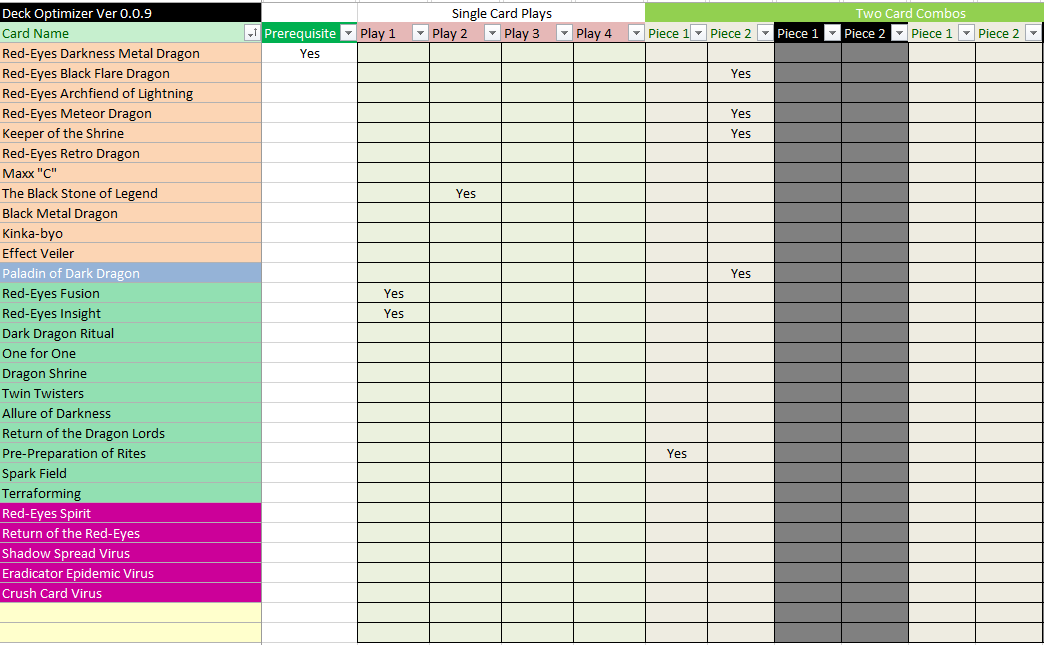 Deck Optimizer Ver 0.0.9 Single Card Plays Two Card Combos
Card Name Prerequisite Play 1 Play 2 Play 3 Play 4 Piece 1 Piece 2 Piece 1 Piece 2 Piece 1 Piece 2
Red-Eyes Darkness Metal Dragon Yes
Red-Eyes Black Flare Dragon Yes
Red-Eyes Archfiend of Lightning
Red-Eyes Meteor Dragon Yes
Keeper of the Shrine Yes
Red-Eyes Retro Dragon
Maxx "C"
The Black Stone of Legend Yes
Black Metal Dragon
Kinka-byo
Effect Veiler
Paladin of Dark Dragon Yes
Red-Eyes Fusion Yes
Red-Eyes Insight Yes
Dark Dragon Ritual
One for One
Dragon Shrine
Twin Twisters
Allure of Darkness
Return of the Dragon Lords
Pre-Preparation of Rites Yes
Spark Field
Terraforming
Red-Eyes Spirit
Return of the Red-Eyes
Shadow Spread Virus
Eradicator Epidemic Virus
Crush Card Virus